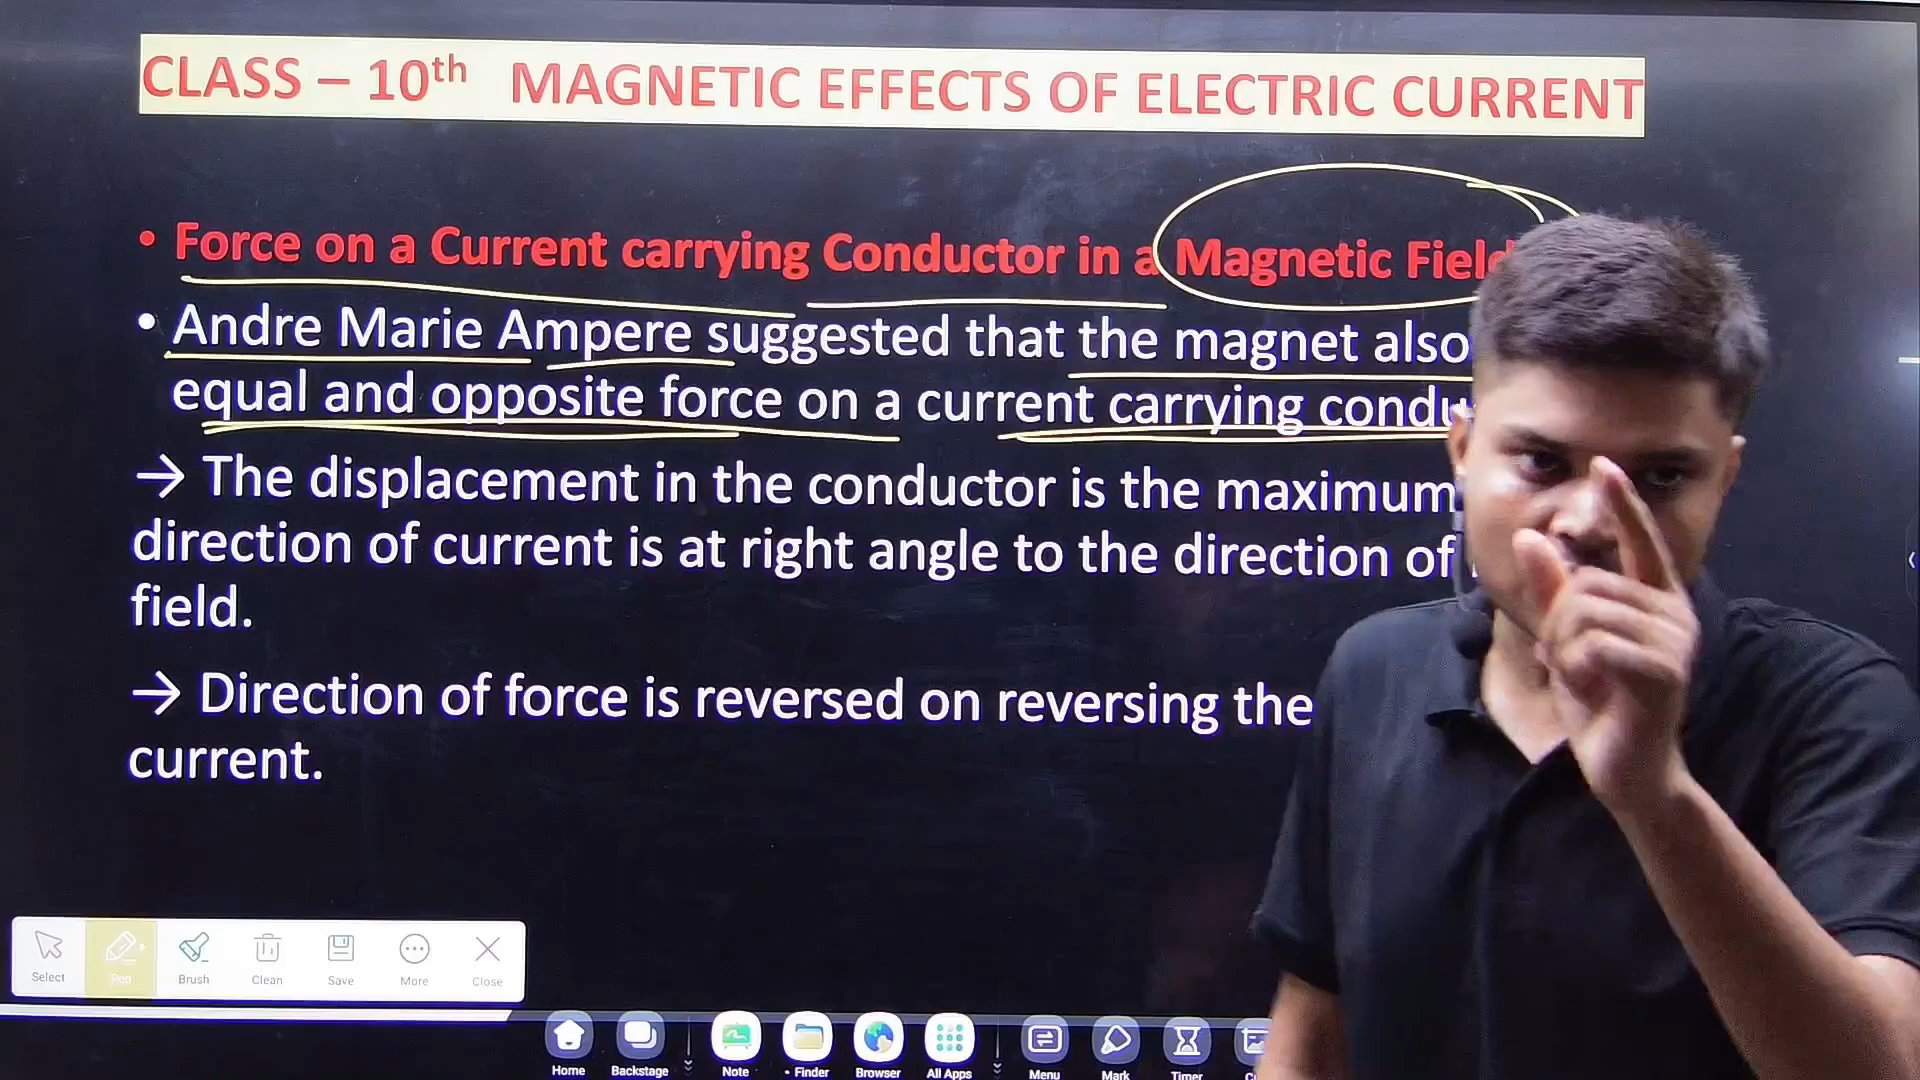 CLASS – 10th MAGNETIC EFFECTS OF ELECTRIC CURRENT
• Force on a Current carrying Conductor in a Magnetic Field
• Andre Marie Ampere suggested that the magnet also
equal and opposite force on a current carrying
→ The displacement in the conductor is the maximum
direction of current is at right angle to the direction of
field.
→ Direction of force is reversed on reversing the
current.
Select Pen Brush Clean Save More Close
Home Backstage Note • Finder Browser All Apps Menu Mark Timer